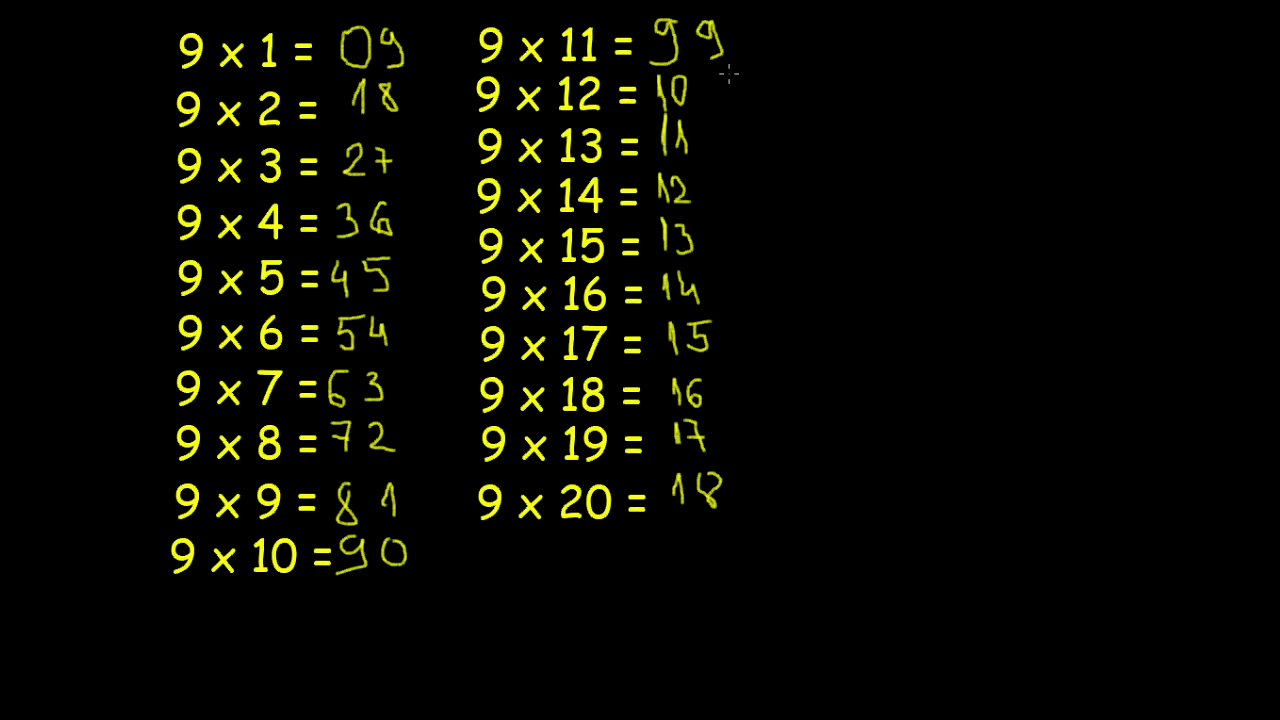 9 x 1 = 09
9 x 2 = 18
9 x 3 = 27
9 x 4 = 36
9 x 5 = 45
9 x 6 = 54
9 x 7 = 63
9 x 8 = 72
9 x 9 = 81
9 x 10 = 90
9 x 11 = 99
9 x 12 = 10
9 x 13 = 11
9 x 14 = 12
9 x 15 = 13
9 x 16 = 14
9 x 17 = 15
9 x 18 = 16
9 x 19 = 17
9 x 20 = 18